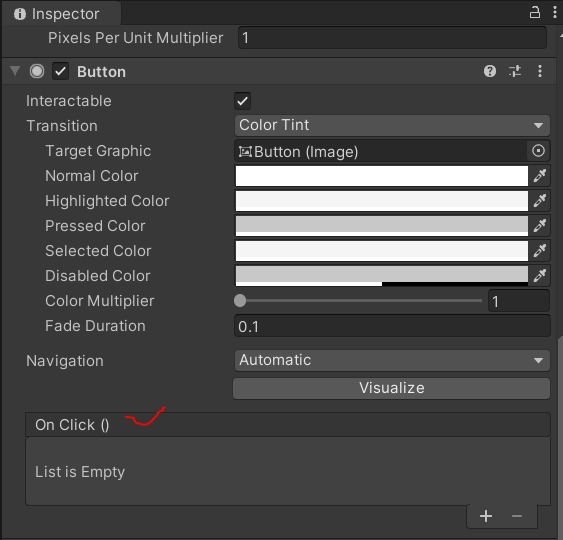 Inspector
Pixels Per Unit Multiplier 1
Button
Interactable
Transition Color Tint
Target Graphic Button (Image)
Normal Color
Highlighted Color
Pressed Color
Selected Color
Disabled Color
Color Multiplier 1
Fade Duration 0.1
Navigation Automatic
Visualize
On Click ()
List is Empty